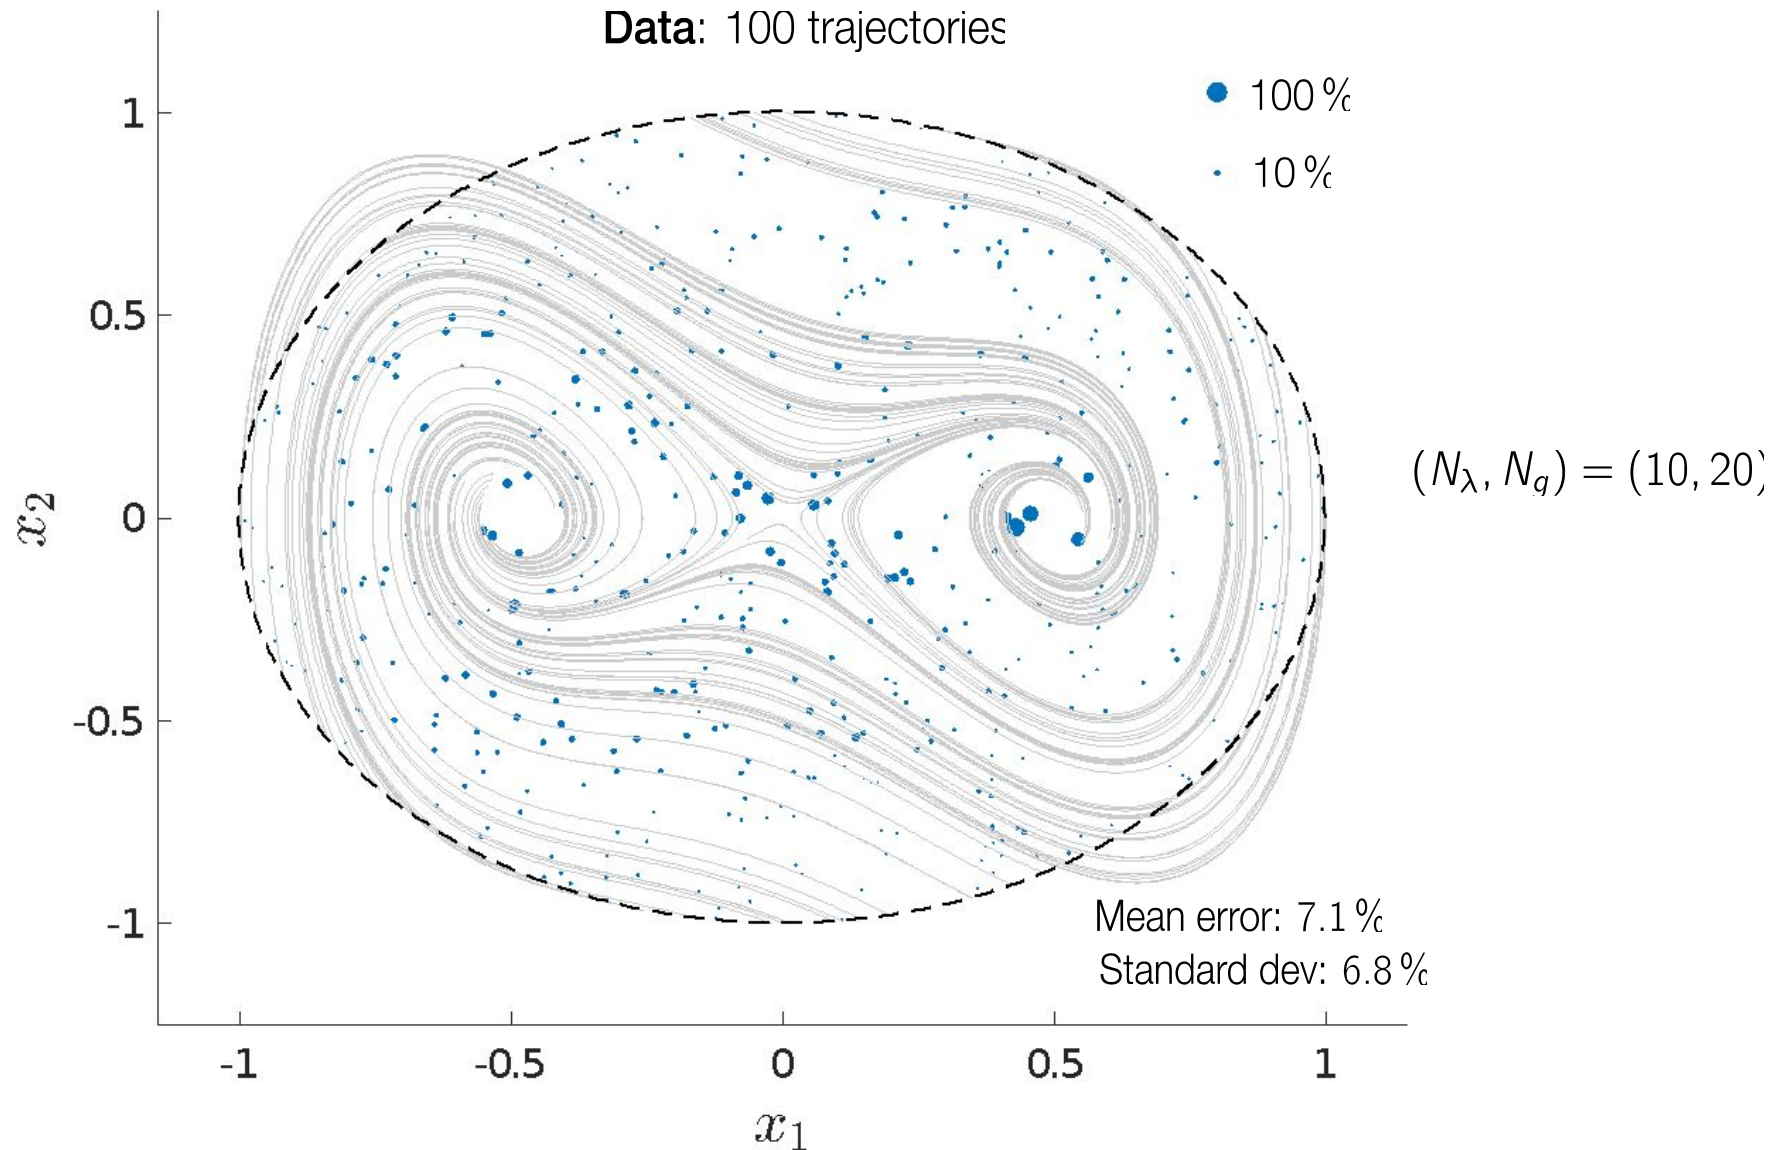 Data: 100 trajectories
100 %
10 %
1
0.5
0
-0.5
-1
x₂
(Nλ, Ng) = (10, 20)
Mean error: 7.1 %
Standard dev: 6.8 %
-1 -0.5 0 0.5 1
x₁